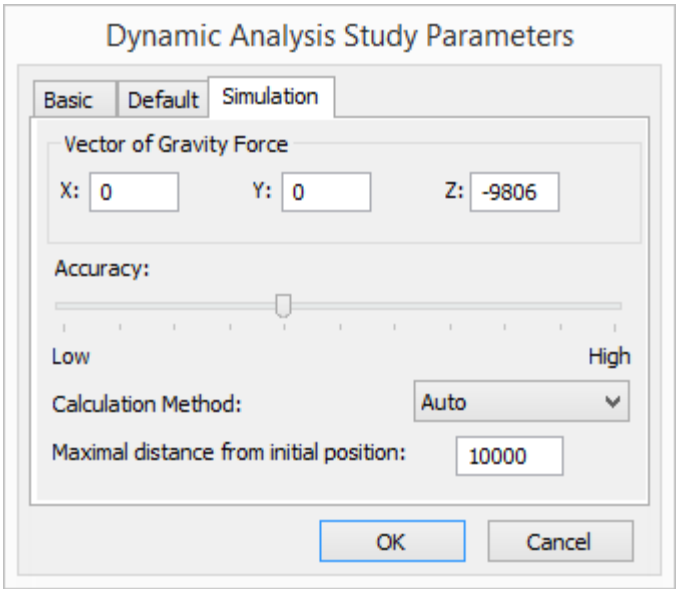 Dynamic Analysis Study Parameters
Basic Default Simulation
Vector of Gravity Force
X: 0 Y: 0 Z: -9806
Accuracy:
Low High
Calculation Method: Auto
Maximal distance from initial position: 10000
OK Cancel